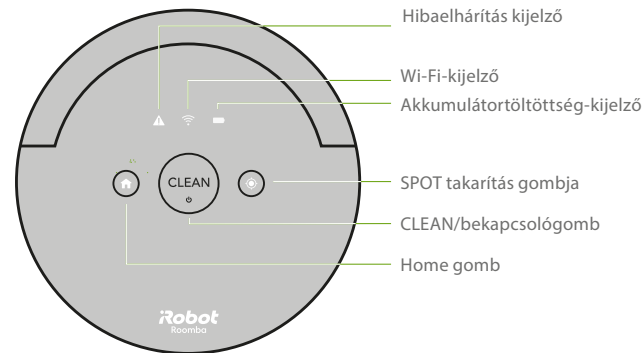 Hibaelhárítás kijelző
Wi-Fi-kijelző
Akkumulátortöltöttség-kijelző
CLEAN
SPOT takarítás gombja
CLEAN/bekapcsológomb
Home gomb
iRobot
Roomba